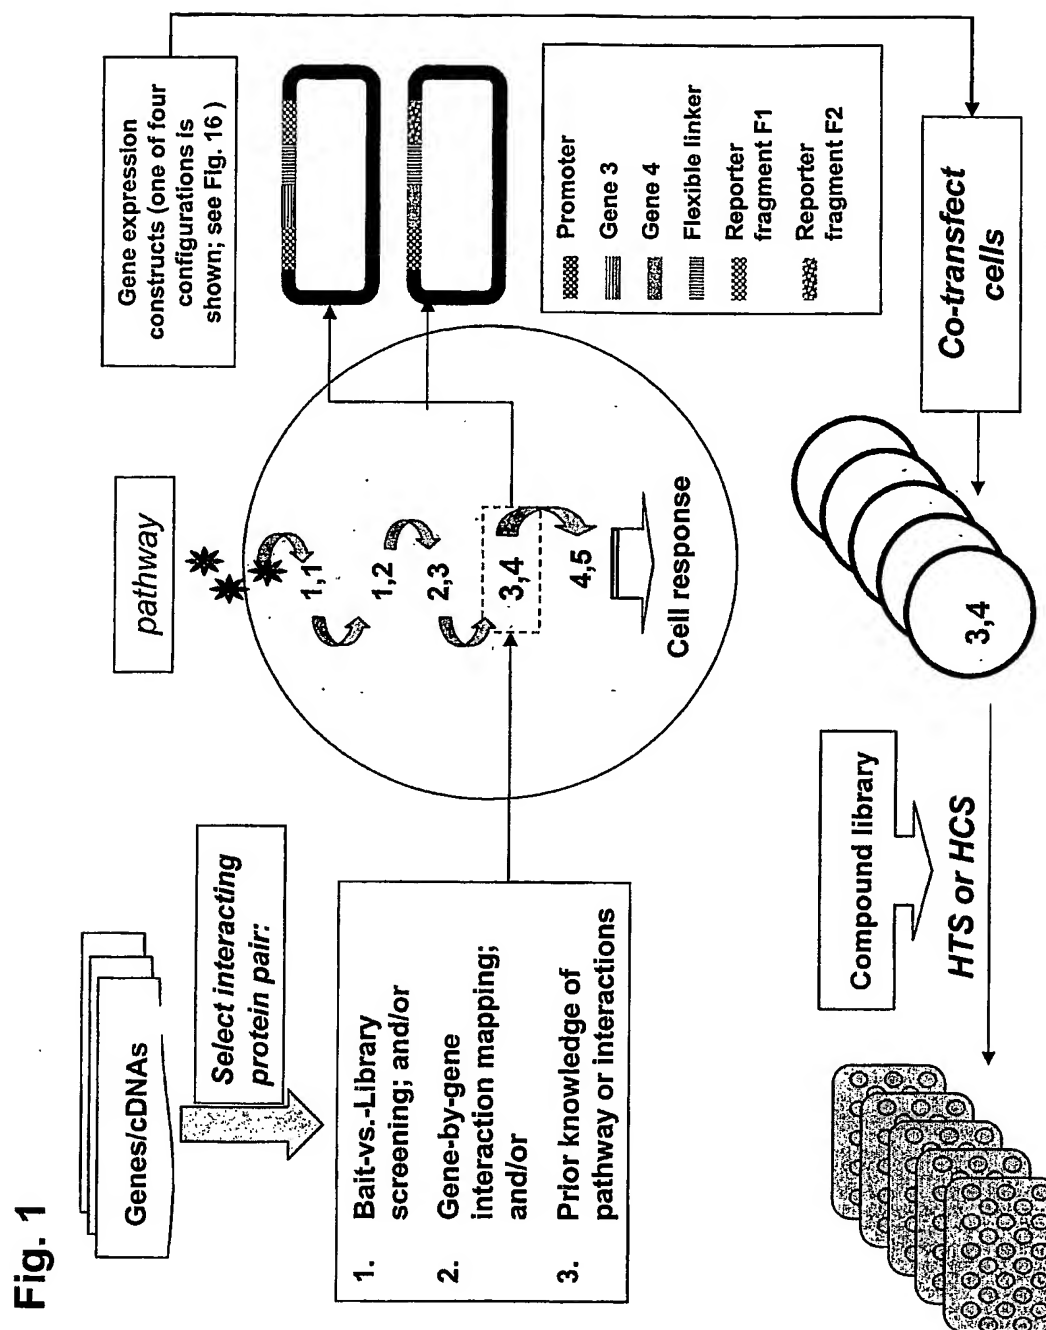 Fig. 1
Genes/cDNAs
Select interacting
protein pair:
1. Bait-vs.-Library
screening; and/or
2. Gene-by-gene
interaction mapping;
and/or
3. Prior knowledge of
pathway or interactions
pathway
1,1
1,2
2,3
3,4
4,5
Cell response
Gene expression
constructs (one of four
configurations is
shown; see Fig. 16 )
Promoter
Gene 3
Gene 4
Flexible linker
Reporter
fragment F1
Reporter
fragment F2
Co-transfect
cells
3,4
Compound library
HTS or HCS